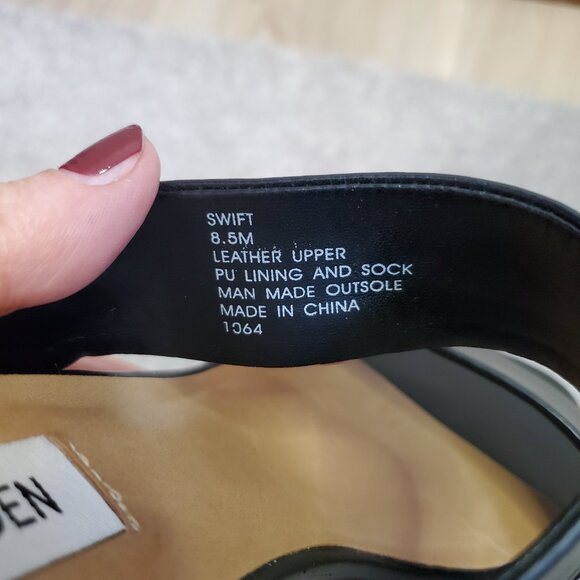 SWIFT
8.5M
LEATHER UPPER
PU LINING AND SOCK
MAN MADE OUTSOLE
MADE IN CHINA
1064
DEN